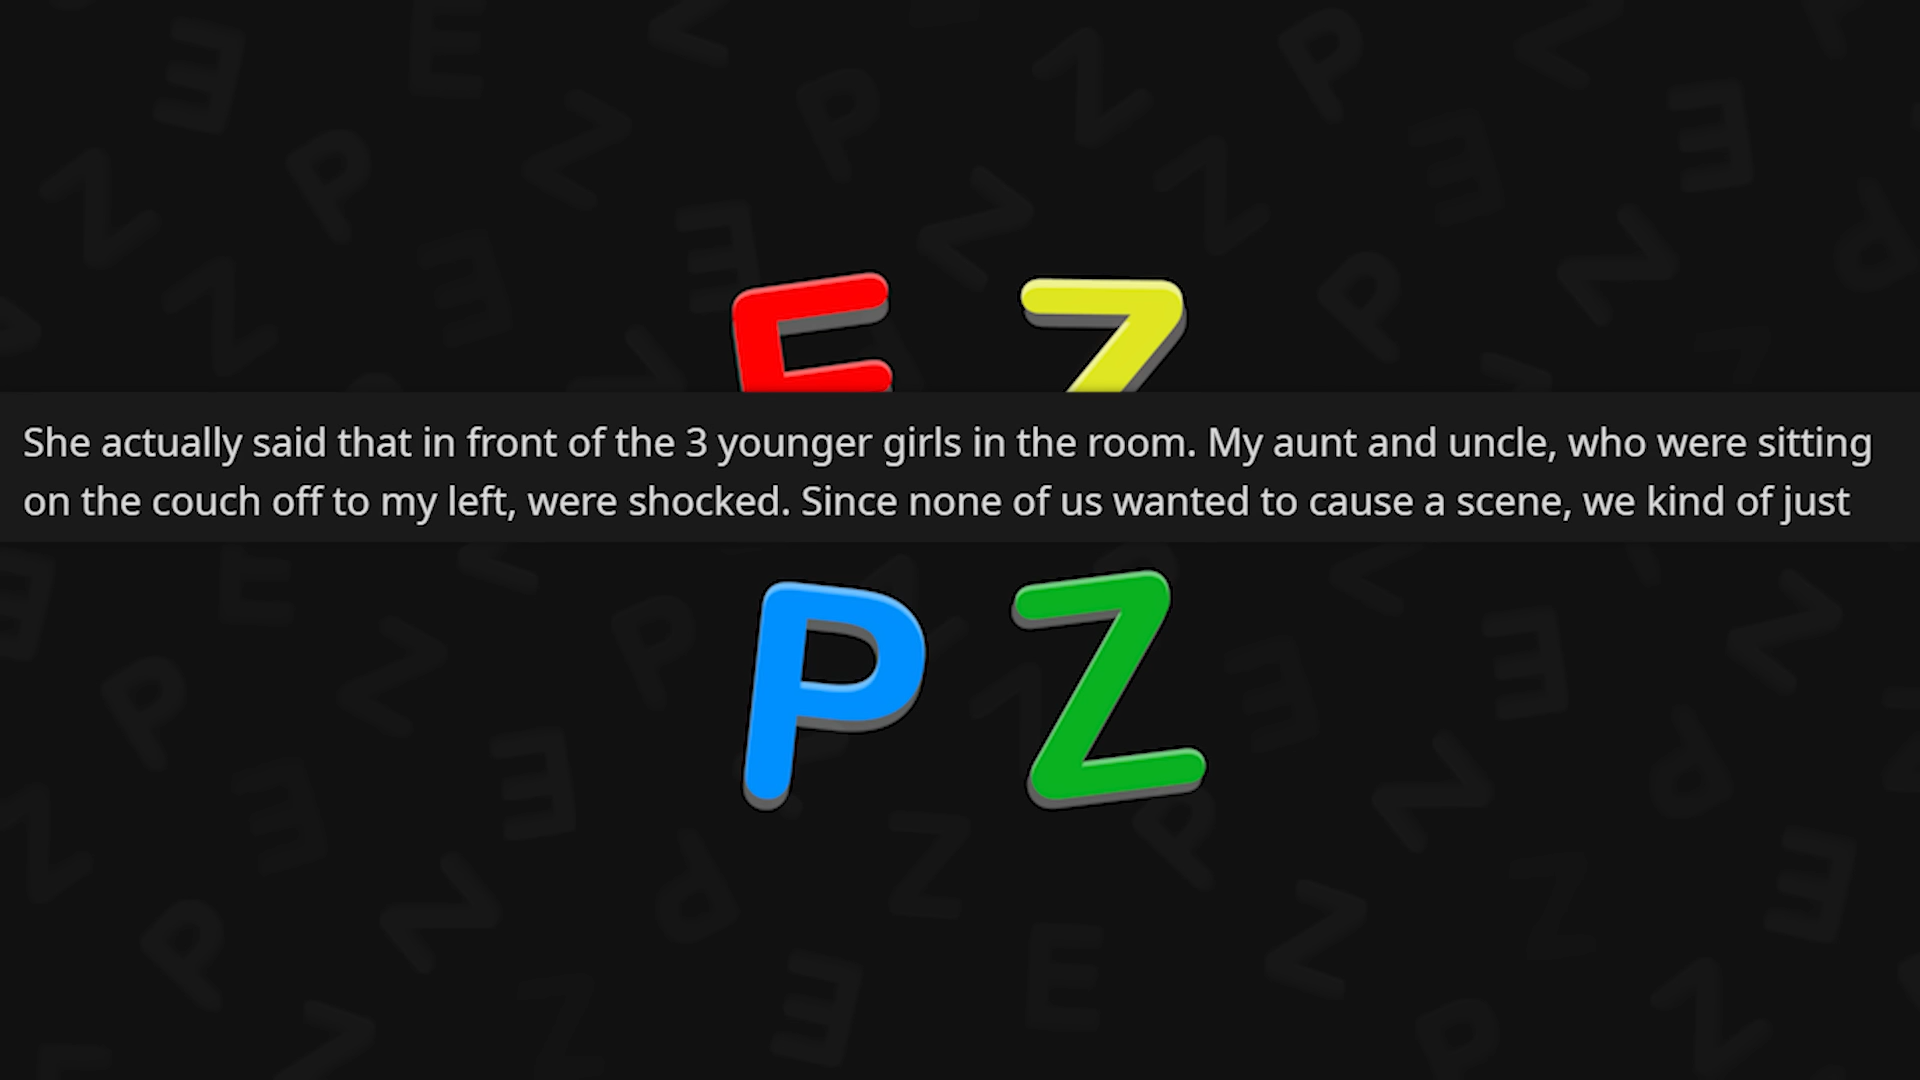 E Z
She actually said that in front of the 3 younger girls in the room. My aunt and uncle, who were sitting
on the couch off to my left, were shocked. Since none of us wanted to cause a scene, we kind of just
P Z